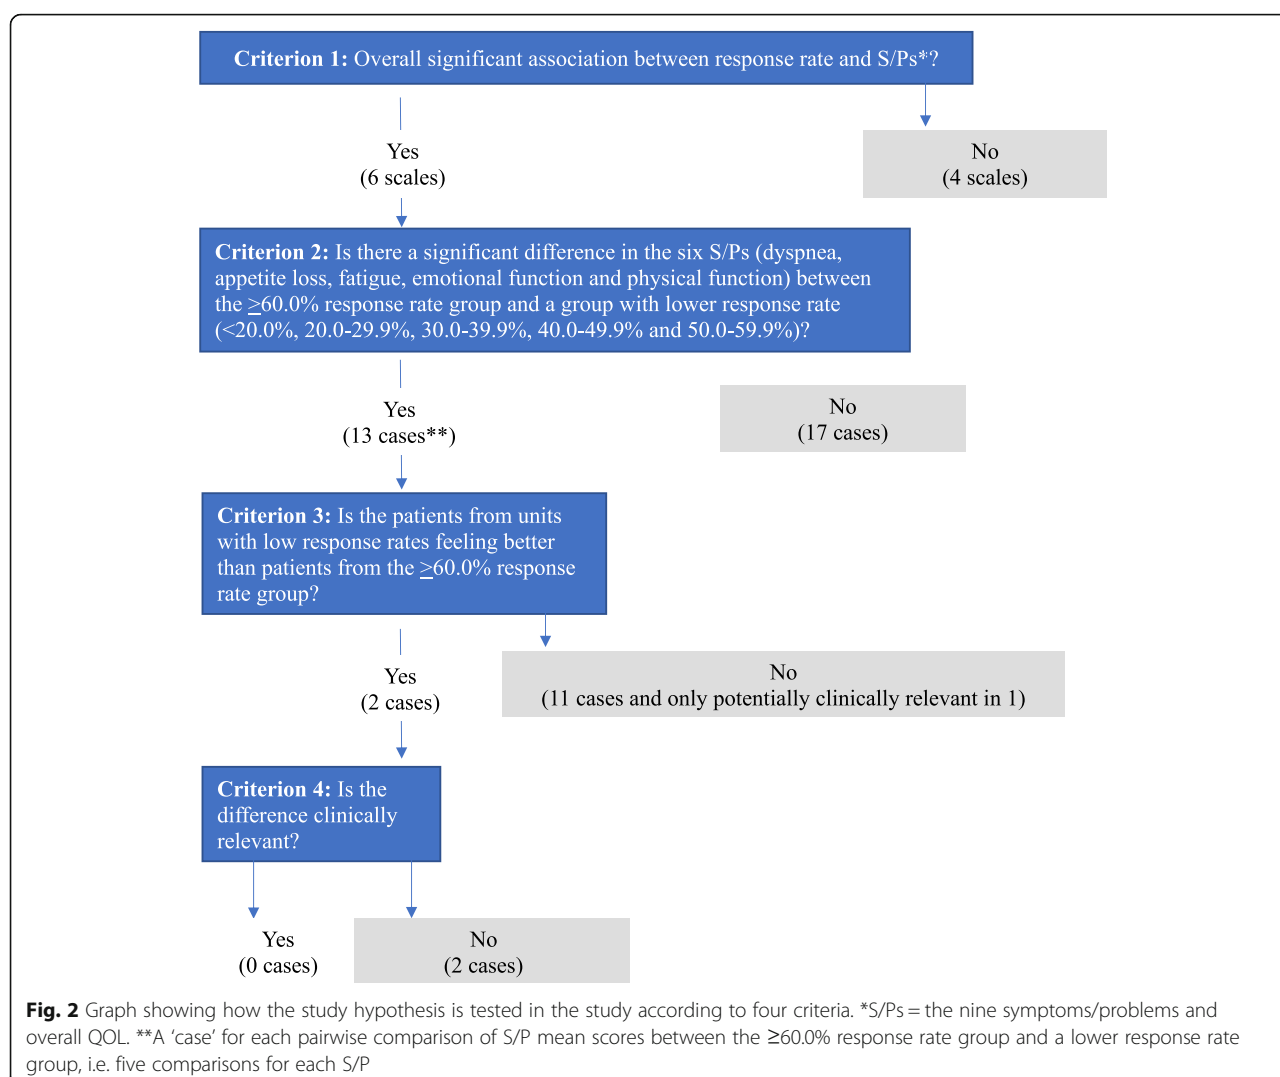 Criterion 1: Overall significant association between response rate and S/Ps*?
Yes
(6 scales)
No
(4 scales)
Criterion 2: Is there a significant difference in the six S/Ps (dyspnea,
appetite loss, fatigue, emotional function and physical function) between
the ≥60.0% response rate group and a group with lower response rate
(<20.0%, 20.0-29.9%, 30.0-39.9%, 40.0-49.9% and 50.0-59.9%)?
Yes
(13 cases**)
No
(17 cases)
Criterion 3: Is the patients from units
with low response rates feeling better
than patients from the ≥60.0% response
rate group?
Yes
(2 cases)
No
(11 cases and only potentially clinically relevant in 1)
Criterion 4: Is the
difference clinically
relevant?
Yes
(0 cases)
No
(2 cases)
Fig. 2 Graph showing how the study hypothesis is tested in the study according to four criteria. *S/Ps = the nine symptoms/problems and
overall QOL. **A ‘case’ for each pairwise comparison of S/P mean scores between the ≥60.0% response rate group and a lower response rate
group, i.e. five comparisons for each S/P